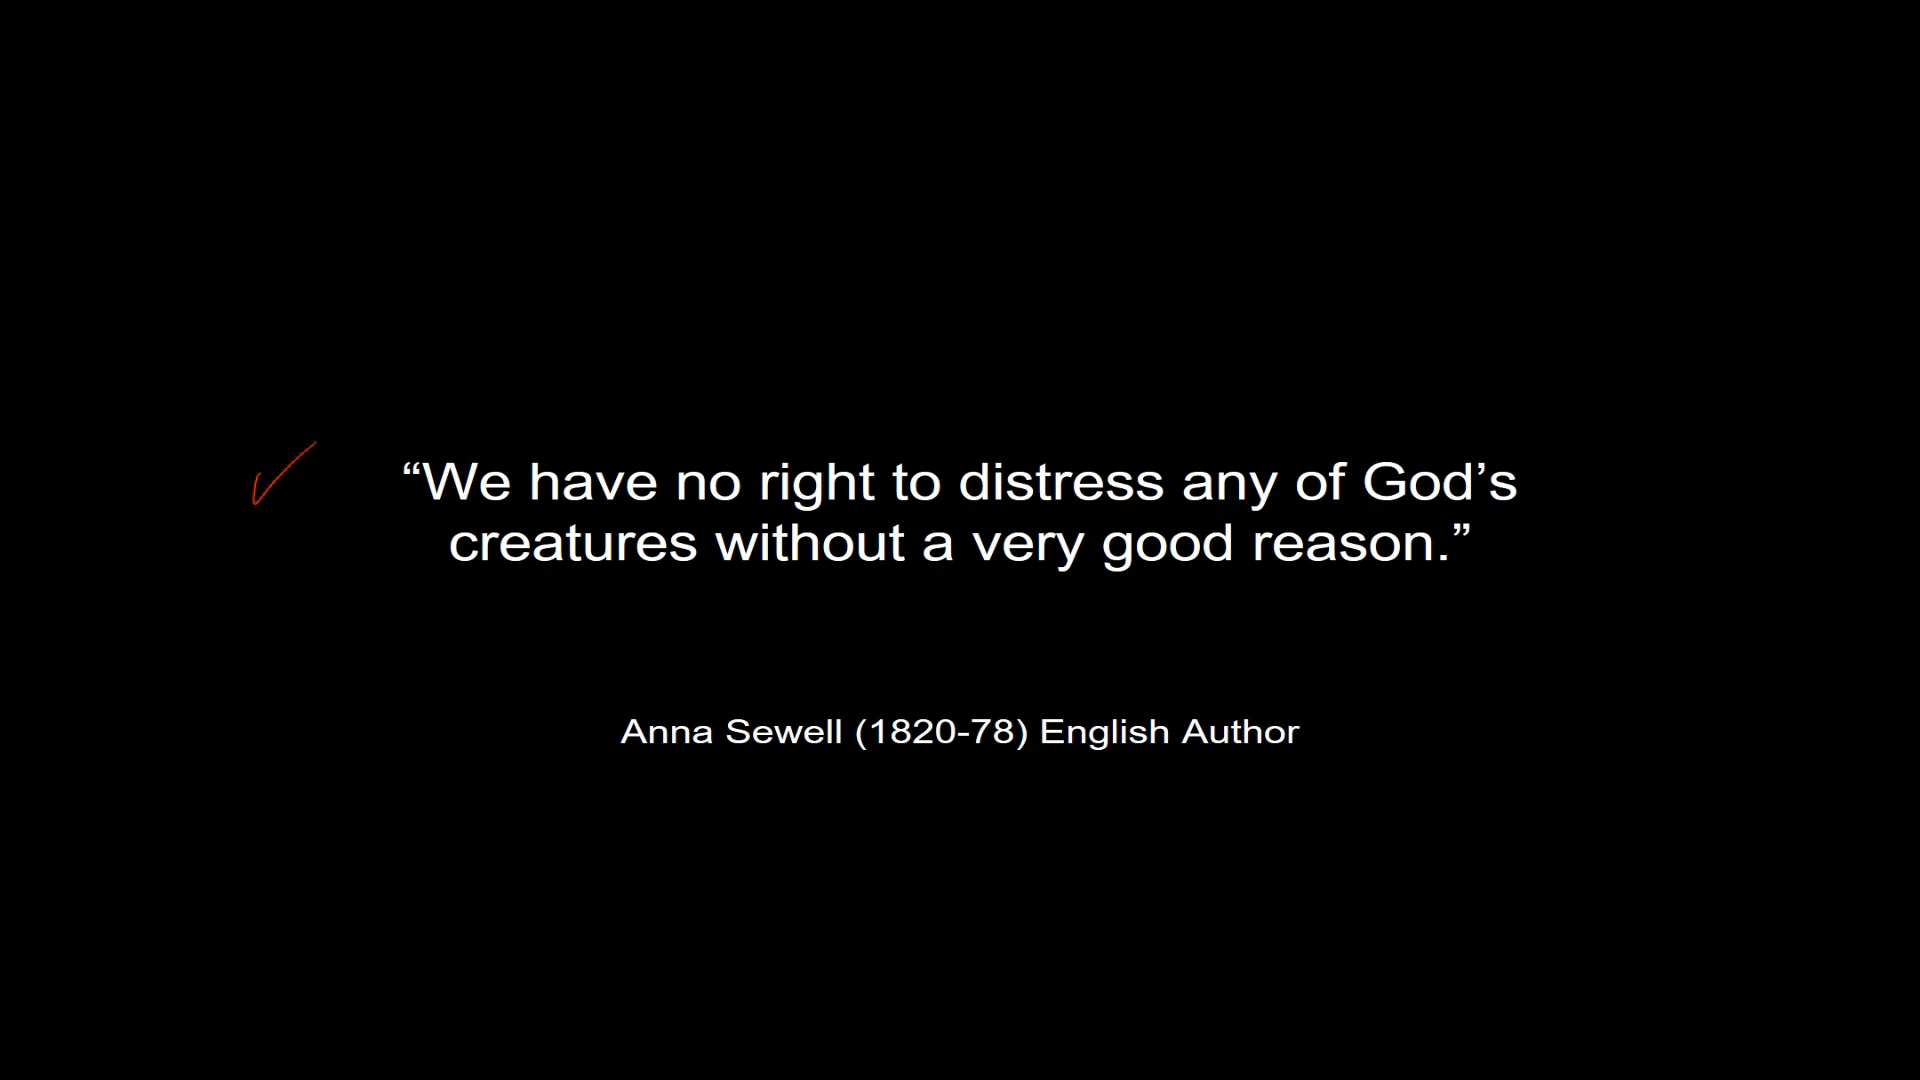 “We have no right to distress any of God’s
creatures without a very good reason.”
Anna Sewell (1820-78) English Author